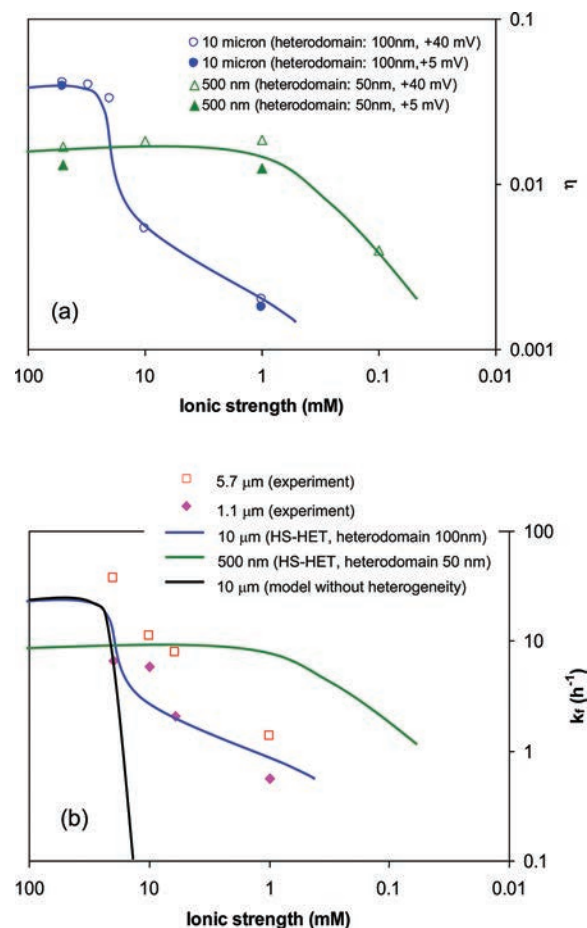 0.1
10 micron (heterodomain: 100nm, +40 mV)
10 micron (heterodomain: 100nm,+5 mV)
500 nm (heterodomain: 50nm, +40 mV)
500 nm (heterodomain: 50nm, +5 mV)
0.01
η
(a)
0.001
100 10 1 0.1 0.01
Ionic strength (mM)
5.7 μm (experiment)
1.1 μm (experiment)
10 μm (HS-HET, heterodomain 100nm)
500 nm (HS-HET, heterodomain 50 nm)
10 μm (model without heterogeneity)
100
10
kf (h-1)
1
(b)
0.1
100 10 1 0.1 0.01
Ionic strength (mM)